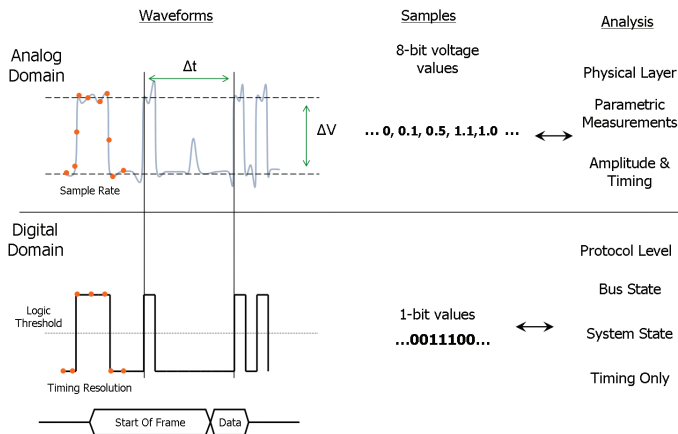 Waveforms
Samples
Analysis
Analog
Domain
Δt
8-bit voltage
values
Physical Layer
Parametric
Measurements
ΔV
... 0, 0.1, 0.5, 1.1,1.0 ...
Amplitude &
Timing
Sample Rate
Digital
Domain
Protocol Level
Bus State
Logic
Threshold
1-bit values
...0011100...
System State
Timing Only
Timing Resolution
Start Of Frame
Data